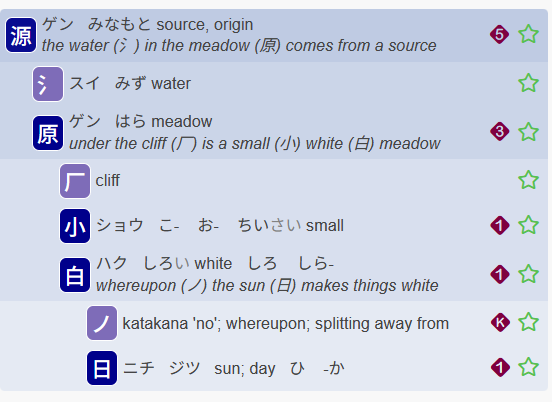 源 ゲン みなもと source, origin 5
the water (氵) in the meadow (原) comes from a source
氵 スイ みず water
原 ゲン はら meadow 3
under the cliff (厂) is a small (小) white (白) meadow
厂 cliff
小 ショウ こ- お- ちいさい small 1
白 ハク しろい white しろ しら- 1
whereupon (ノ) the sun (日) makes things white
ノ katakana 'no'; whereupon; splitting away from K
日 ニチ ジツ sun; day ひ -か 1